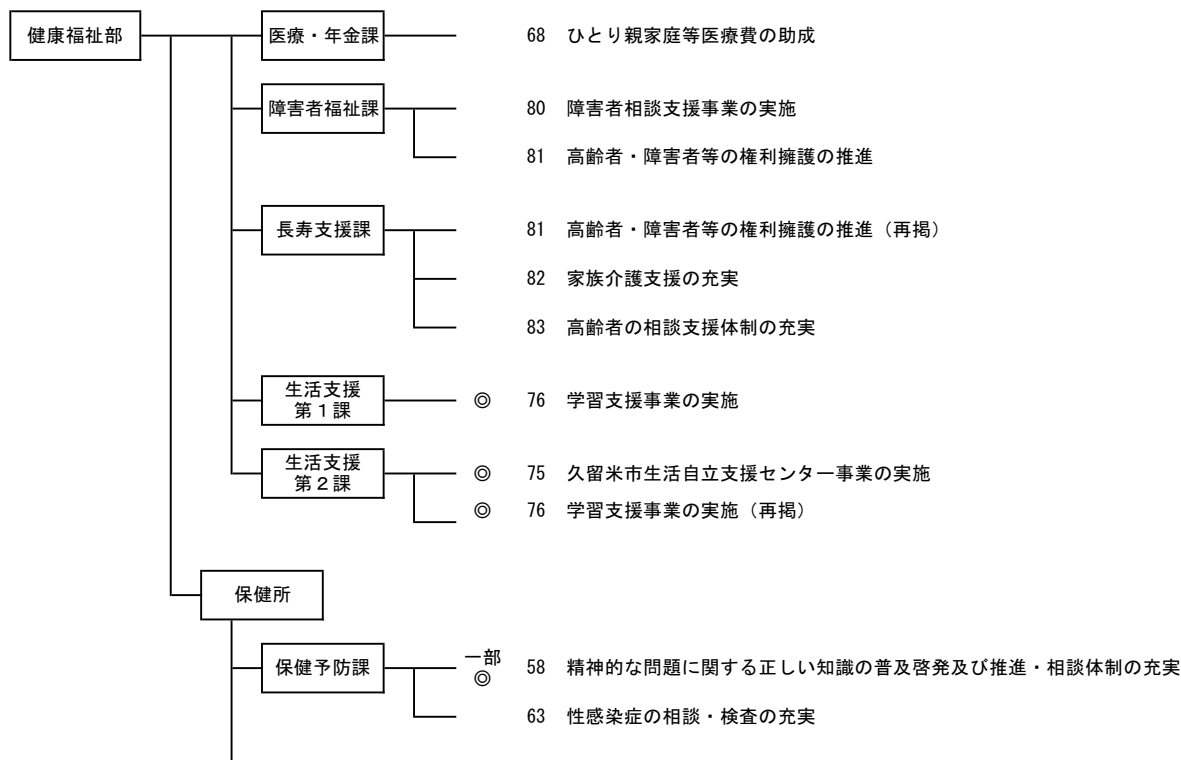 健康福祉部
医療・年金課
68 ひとり親家庭等医療費の助成
障害者福祉課
80 障害者相談支援事業の実施
81 高齢者・障害者等の権利擁護の推進
長寿支援課
81 高齢者・障害者等の権利擁護の推進（再掲）
82 家族介護支援の充実
83 高齢者の相談支援体制の充実
生活支援
第１課
◎ 76 学習支援事業の実施
生活支援
第２課
◎ 75 久留米市生活自立支援センター事業の実施
◎ 76 学習支援事業の実施（再掲）
保健所
保健予防課
一部
◎
58 精神的な問題に関する正しい知識の普及啓発及び推進・相談体制の充実
63 性感染症の相談・検査の充実